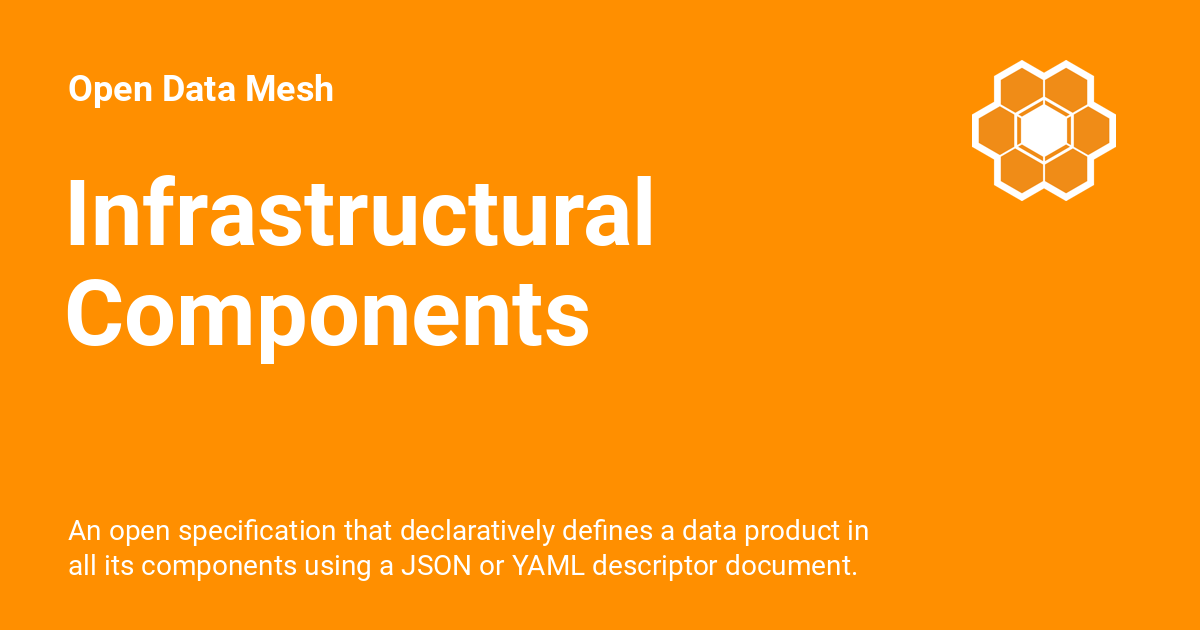 Open Data Mesh
Infrastructural
Components
An open specification that declaratively defines a data product in
all its components using a JSON or YAML descriptor document.